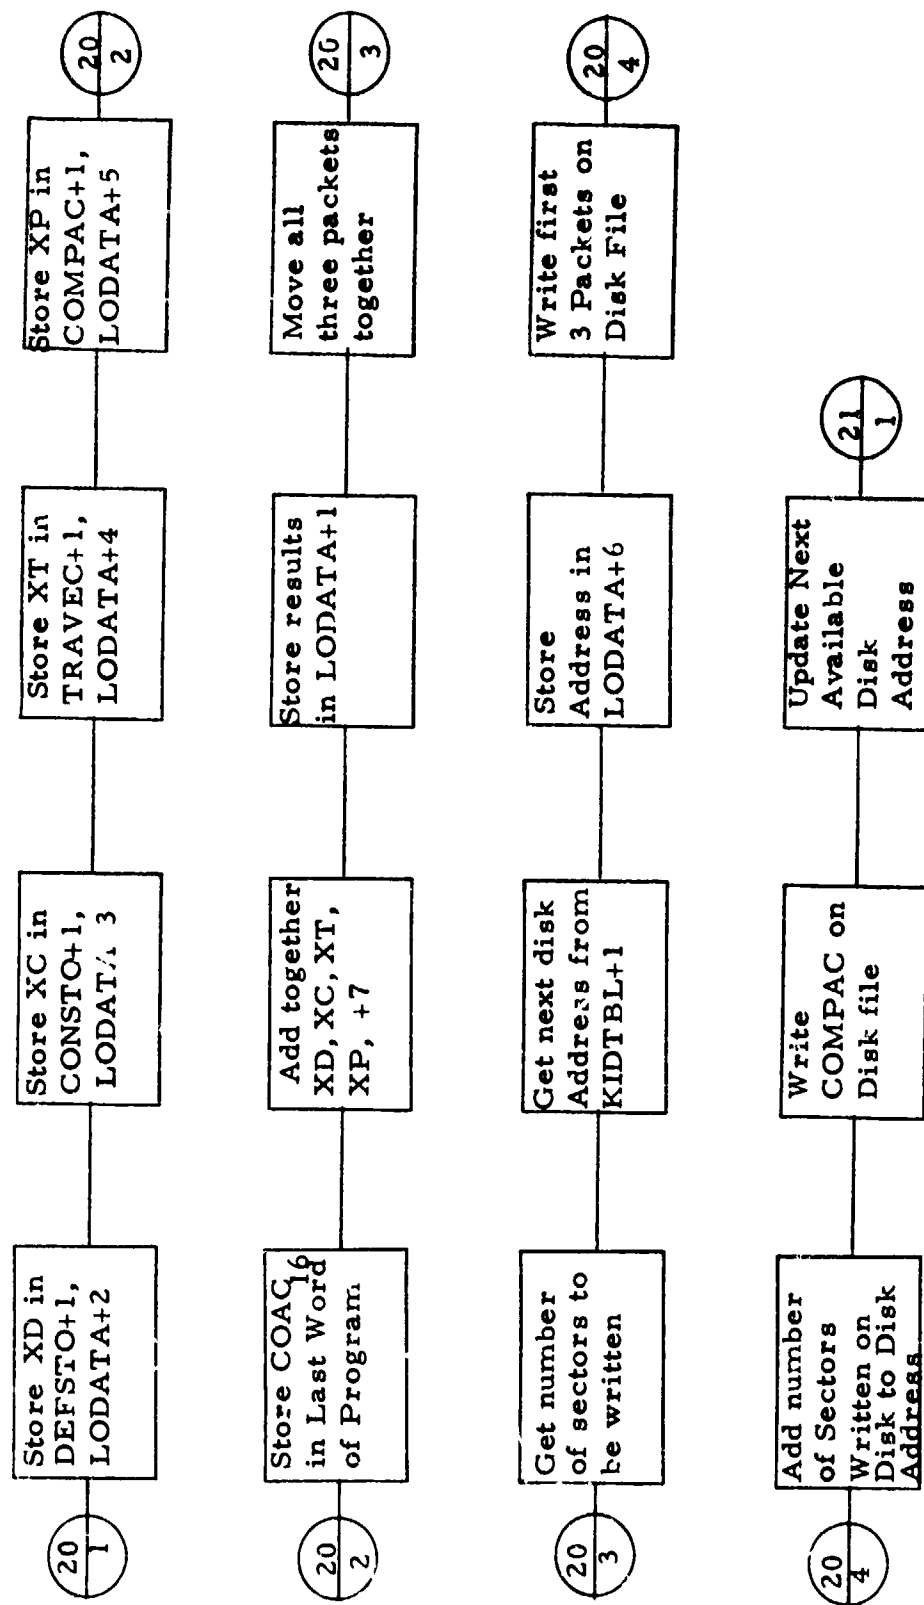 20
1
Store XD in
DEFSTO+1,
LODATA+2
Store XC in
CONSTO+1,
3
Store XT in
TRAVEC+1,
LODATA+4
Store XP in
COMPAC+1,
LODATA+5
20
2
20
2
Store COAC
16
in Last Word
of Program
Add together
XD, XC, XT,
XP, +7
Store results
in LODATA+1
Move all
three packets
together
20
3
20
3
Get number
of sectors to
be written
Get next disk
Address from
KIDTBL+1
Store
Address in
LODATA+6
Write first
3 Packets on
Disk File
20
4
20
4
Add number
of Sectors
Written on
Disk to Disk
Address
Write
COMPAC on
Disk file
Update Next
Available
Disk
Address
21
1